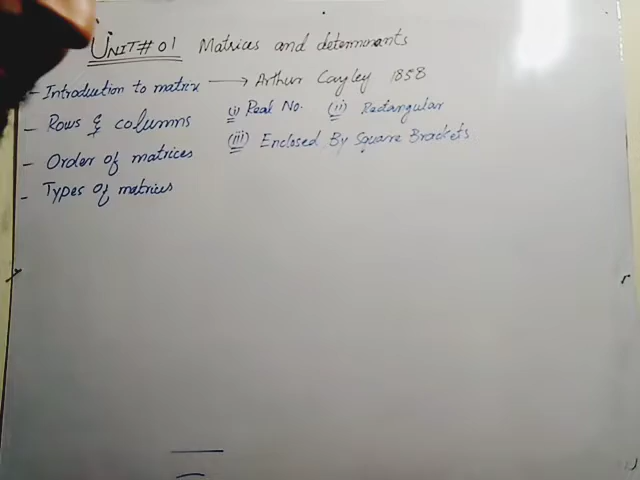 UNIT# 01 Matrices and determinants
- Introduction to matrix → Arthur Cayley 1858
- Rows & columns (i) Real No. (ii) Rectangular
(iii) Enclosed By Square Brackets
- Order of matrices
- Types of matrices